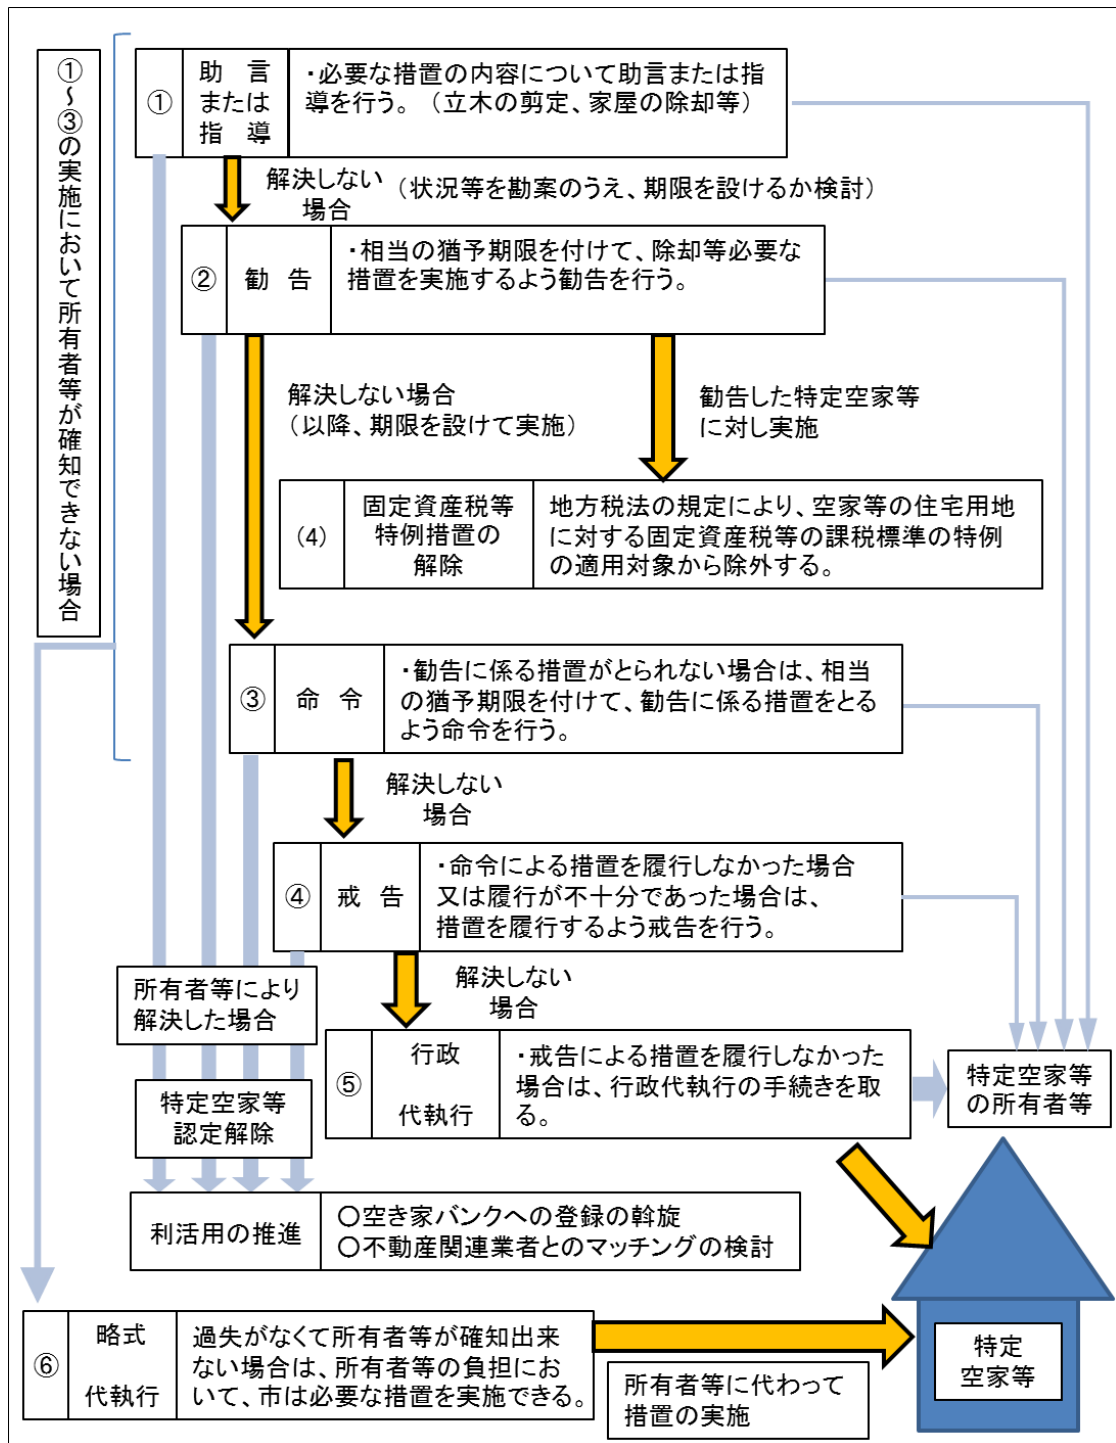 ①～③の実施において所有者等が確知できない場合
①
助　言
または
指　導
・必要な措置の内容について助言または指
導を行う。（立木の剪定、家屋の除却等）
解決しない
場合
（状況等を勘案のうえ、期限を設けるか検討）
②
勧　告
・相当の猶予期限を付けて、除却等必要な
措置を実施するよう勧告を行う。
解決しない場合
（以降、期限を設けて実施）
勧告した特定空家等
に対し実施
(4)
固定資産税等
特例措置の
解除
地方税法の規定により、空家等の住宅用地
に対する固定資産税等の課税標準の特例
の適用対象から除外する。
③
命　令
・勧告に係る措置がとられない場合は、相当
の猶予期限を付けて、勧告に係る措置をとる
よう命令を行う。
解決しない
場合
④
戒　告
・命令による措置を履行しなかった場合
又は履行が不十分であった場合は、
措置を履行するよう戒告を行う。
所有者等により
解決した場合
解決しない
場合
⑤
行政
代執行
・戒告による措置を履行しなかった
場合は、行政代執行の手続きを取
る。
特定空家等
の所有者等
特定空家等
認定解除
利活用の推進
〇空き家バンクへの登録の斡旋
〇不動産関連業者とのマッチングの検討
⑥
略式
代執行
過失がなくて所有者等が確知出来
ない場合は、所有者等の負担にお
いて、市は必要な措置を実施できる。
所有者等に代わって
措置の実施
特定
空家等